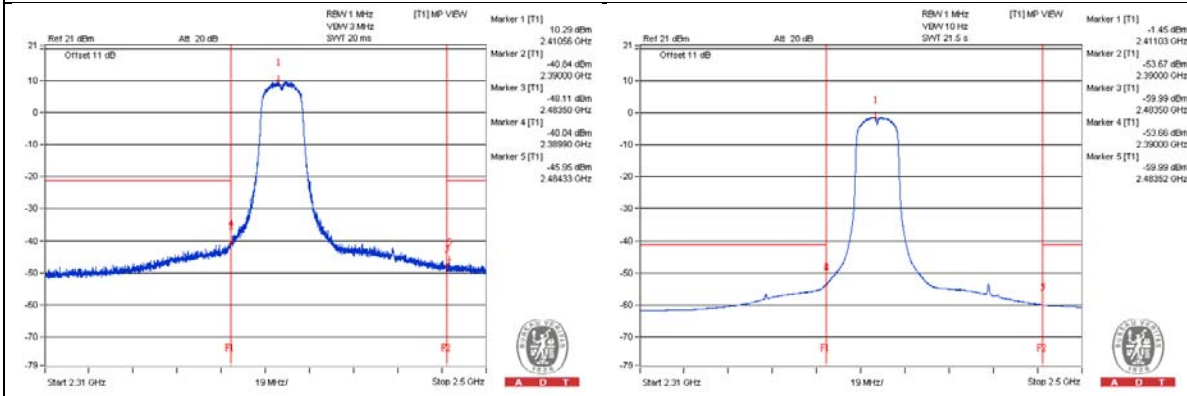 RBW 1 MHz [T1] MP VIEW
VBW 3 MHz
Ref 21 dBm Att 20 dB SWT 20 ms
21
Offset 11 dB
10
0
-10
-20
-30
-40
-50
-60
-70
-79
1
4
F1
F2
Start 2.31 GHz 19 MHz/ Stop 2.5 GHz
Marker 1 [T1]
10.29 dBm
2.41056 GHz
Marker 2 [T1]
-40.84 dBm
2.39000 GHz
Marker 3 [T1]
-48.11 dBm
2.48350 GHz
Marker 4 [T1]
-40.04 dBm
2.38990 GHz
Marker 5 [T1]
-45.95 dBm
2.48433 GHz
BUREAU VERITAS
1828
A D T
RBW 1 MHz [T1] MP VIEW
VBW 10 Hz
Ref 21 dBm Att 20 dB SWT 21.5 s
21
Offset 11 dB
10
0
-10
-20
-30
-40
-50
-60
-70
-79
1
F1
F2
Start 2.31 GHz 19 MHz/ Stop 2.5 GHz
Marker 1 [T1]
-1.45 dBm
2.41103 GHz
Marker 2 [T1]
-53.67 dBm
2.39000 GHz
Marker 3 [T1]
-59.99 dBm
2.48350 GHz
Marker 4 [T1]
-53.66 dBm
2.39000 GHz
Marker 5 [T1]
-59.99 dBm
2.48352 GHz
BUREAU VERITAS
1828
A D T